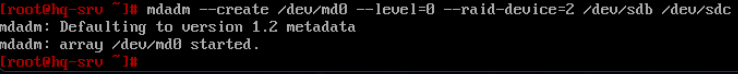 [root@hq-srv ~]# mdadm --create /dev/md0 --level=0 --raid-device=2 /dev/sdb /dev/sdc
mdadm: Defaulting to version 1.2 metadata
mdadm: array /dev/md0 started.
[root@hq-srv ~]#